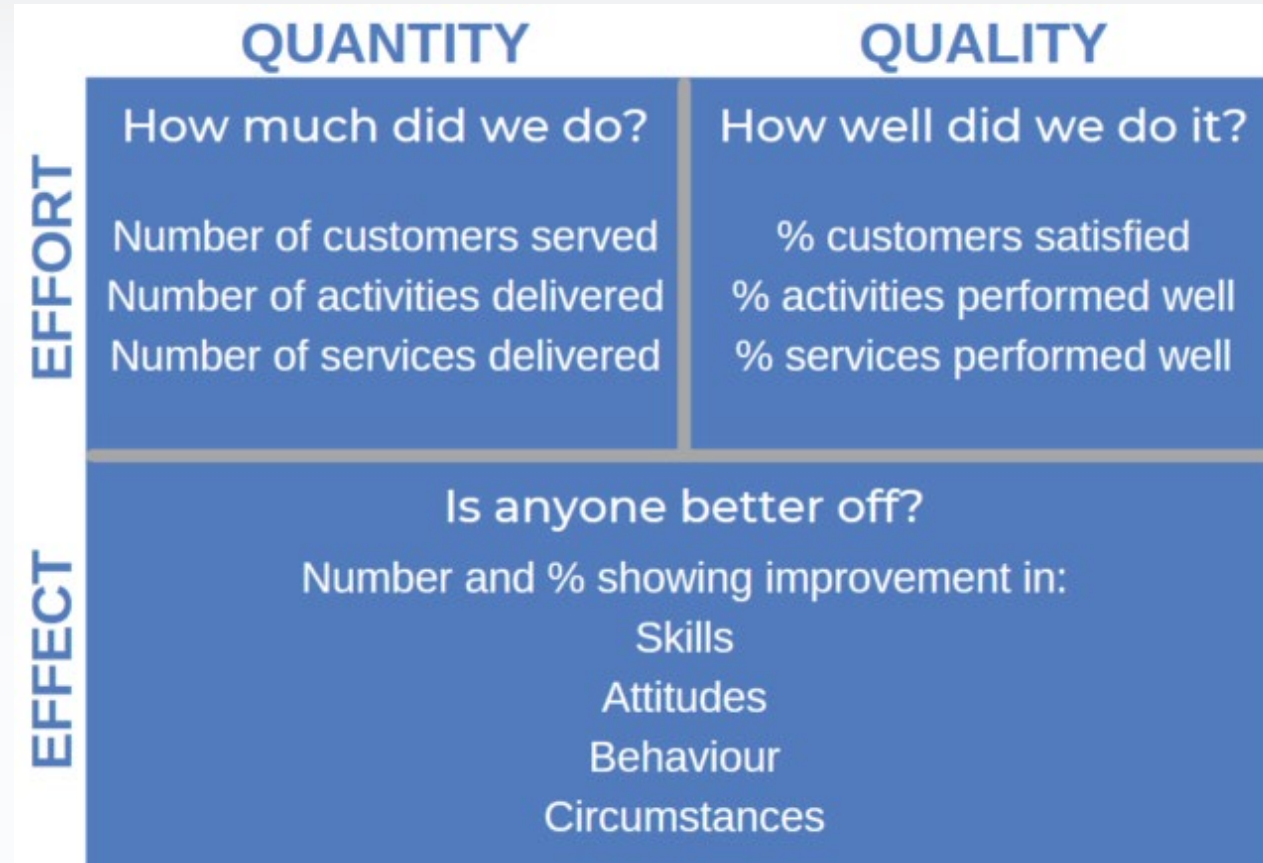 QUANTITY
QUALITY
EFFORT
How much did we do?
Number of customers served
Number of activities delivered
Number of services delivered
How well did we do it?
% customers satisfied
% activities performed well
% services performed well
EFFECT
Is anyone better off?
Number and % showing improvement in:
Skills
Attitudes
Behaviour
Circumstances